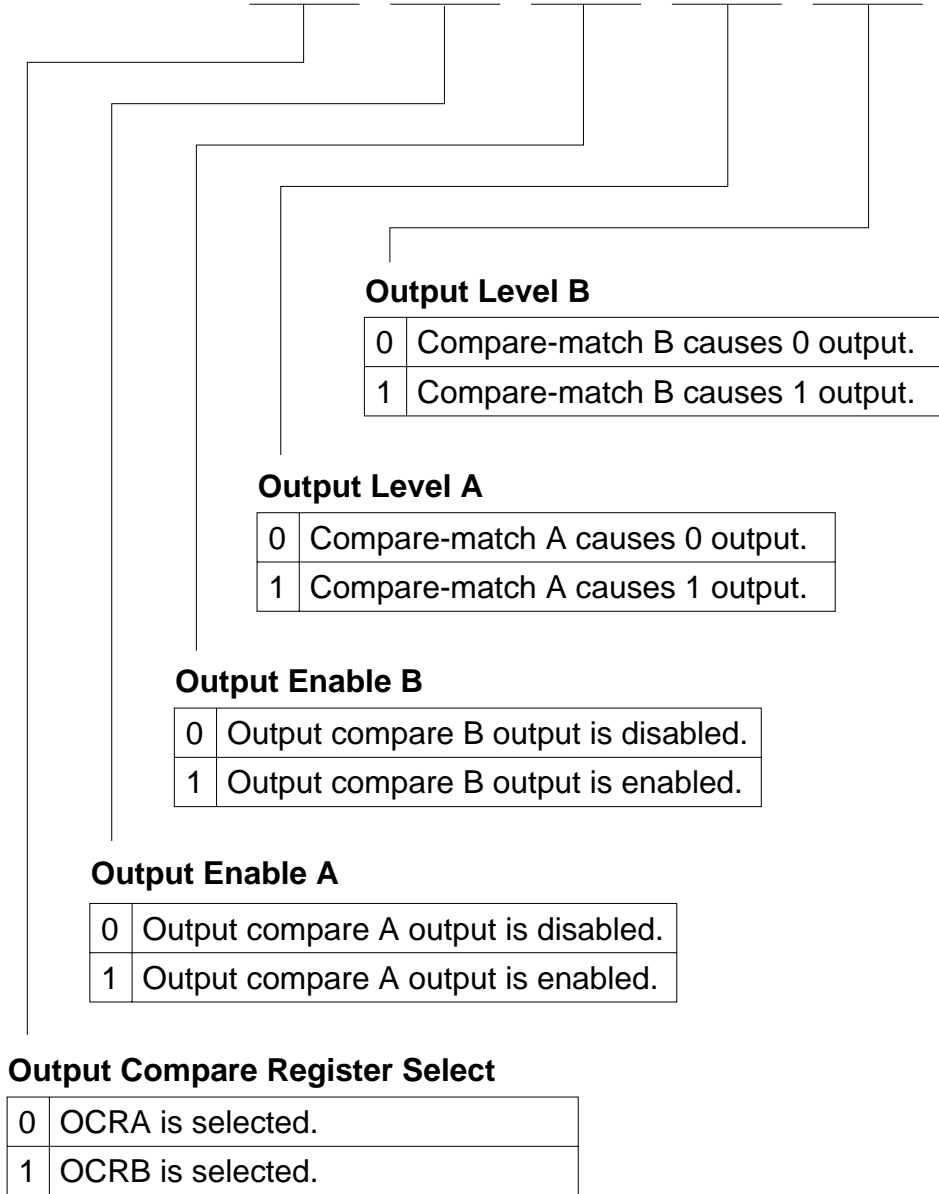 Output Level B
0 Compare-match B causes 0 output.
1 Compare-match B causes 1 output.
Output Level A
0 Compare-match A causes 0 output.
1 Compare-match A causes 1 output.
Output Enable B
0 Output compare B output is disabled.
1 Output compare B output is enabled.
Output Enable A
0 Output compare A output is disabled.
1 Output compare A output is enabled.
Output Compare Register Select
0 OCRA is selected.
1 OCRB is selected.